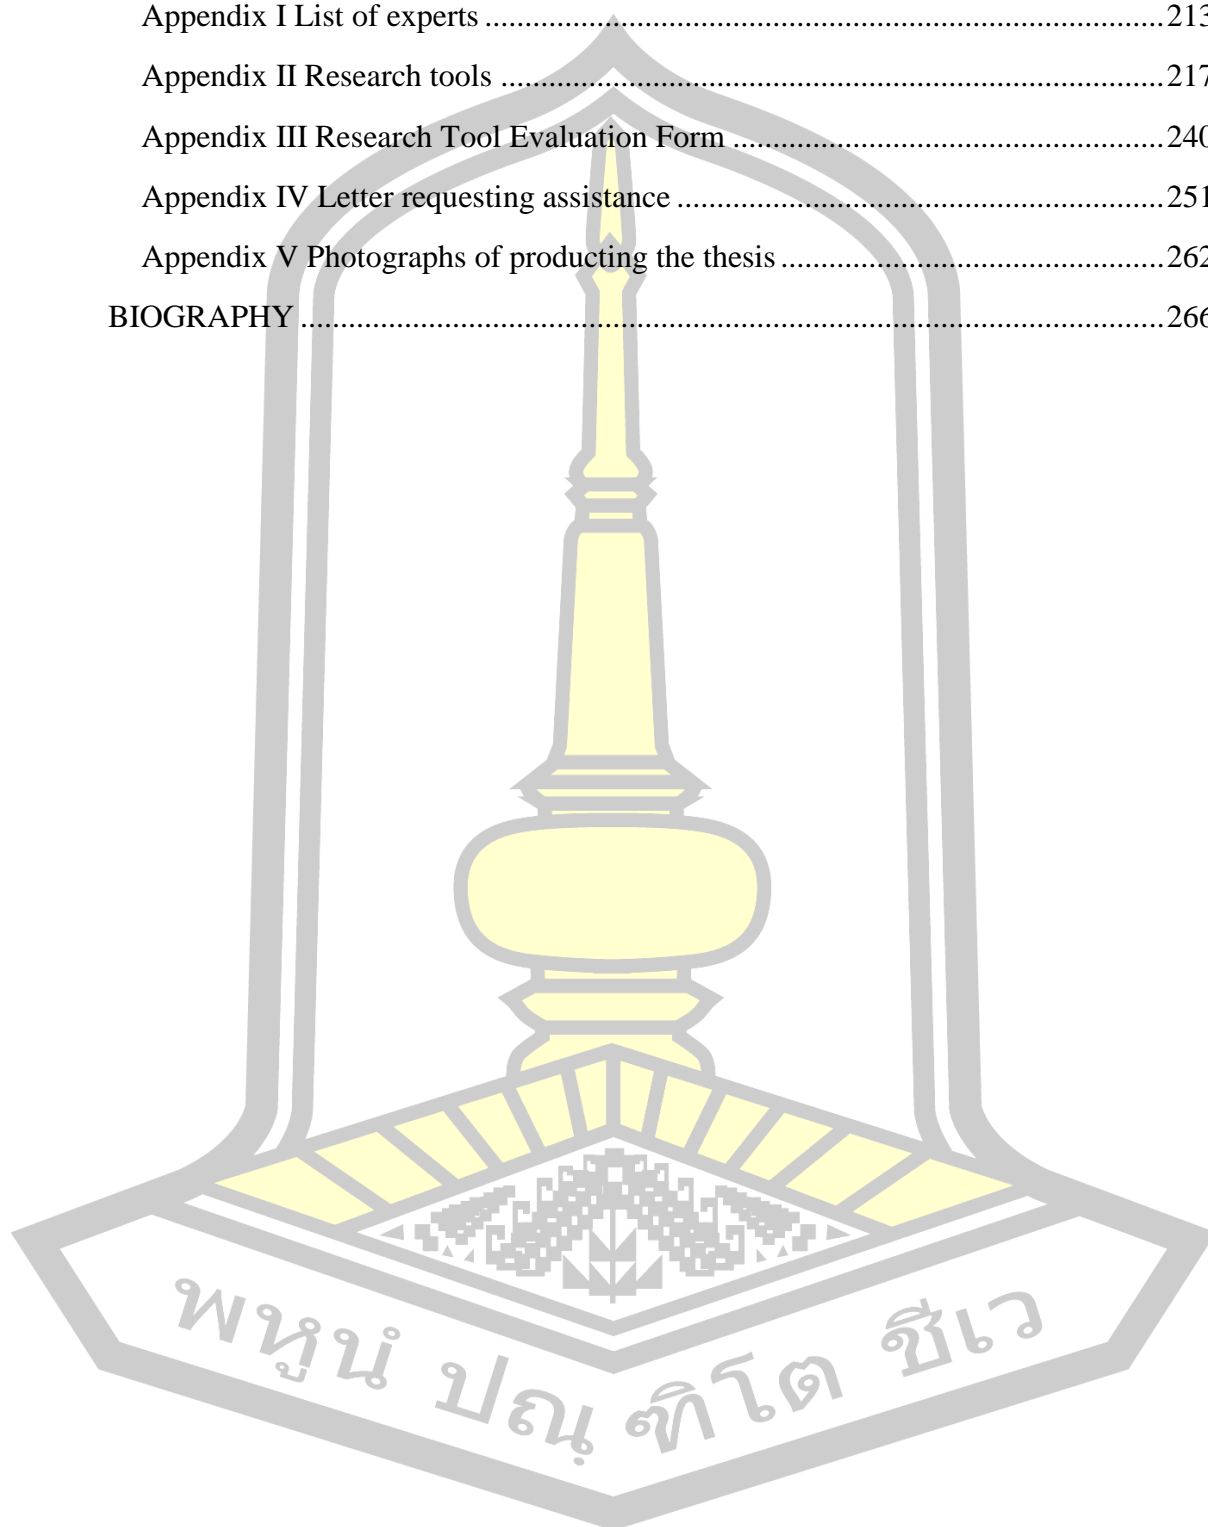 Appendix I List of experts ........................................................................................213
Appendix II Research tools ......................................................................................217
Appendix III Research Tool Evaluation Form .......................................................240
Appendix IV Letter requesting assistance ..............................................................251
Appendix V Photographs of producting the thesis .................................................262
BIOGRAPHY ..............................................................................................................266
พหูนํ ปณฺ ฑิโต ชีเว